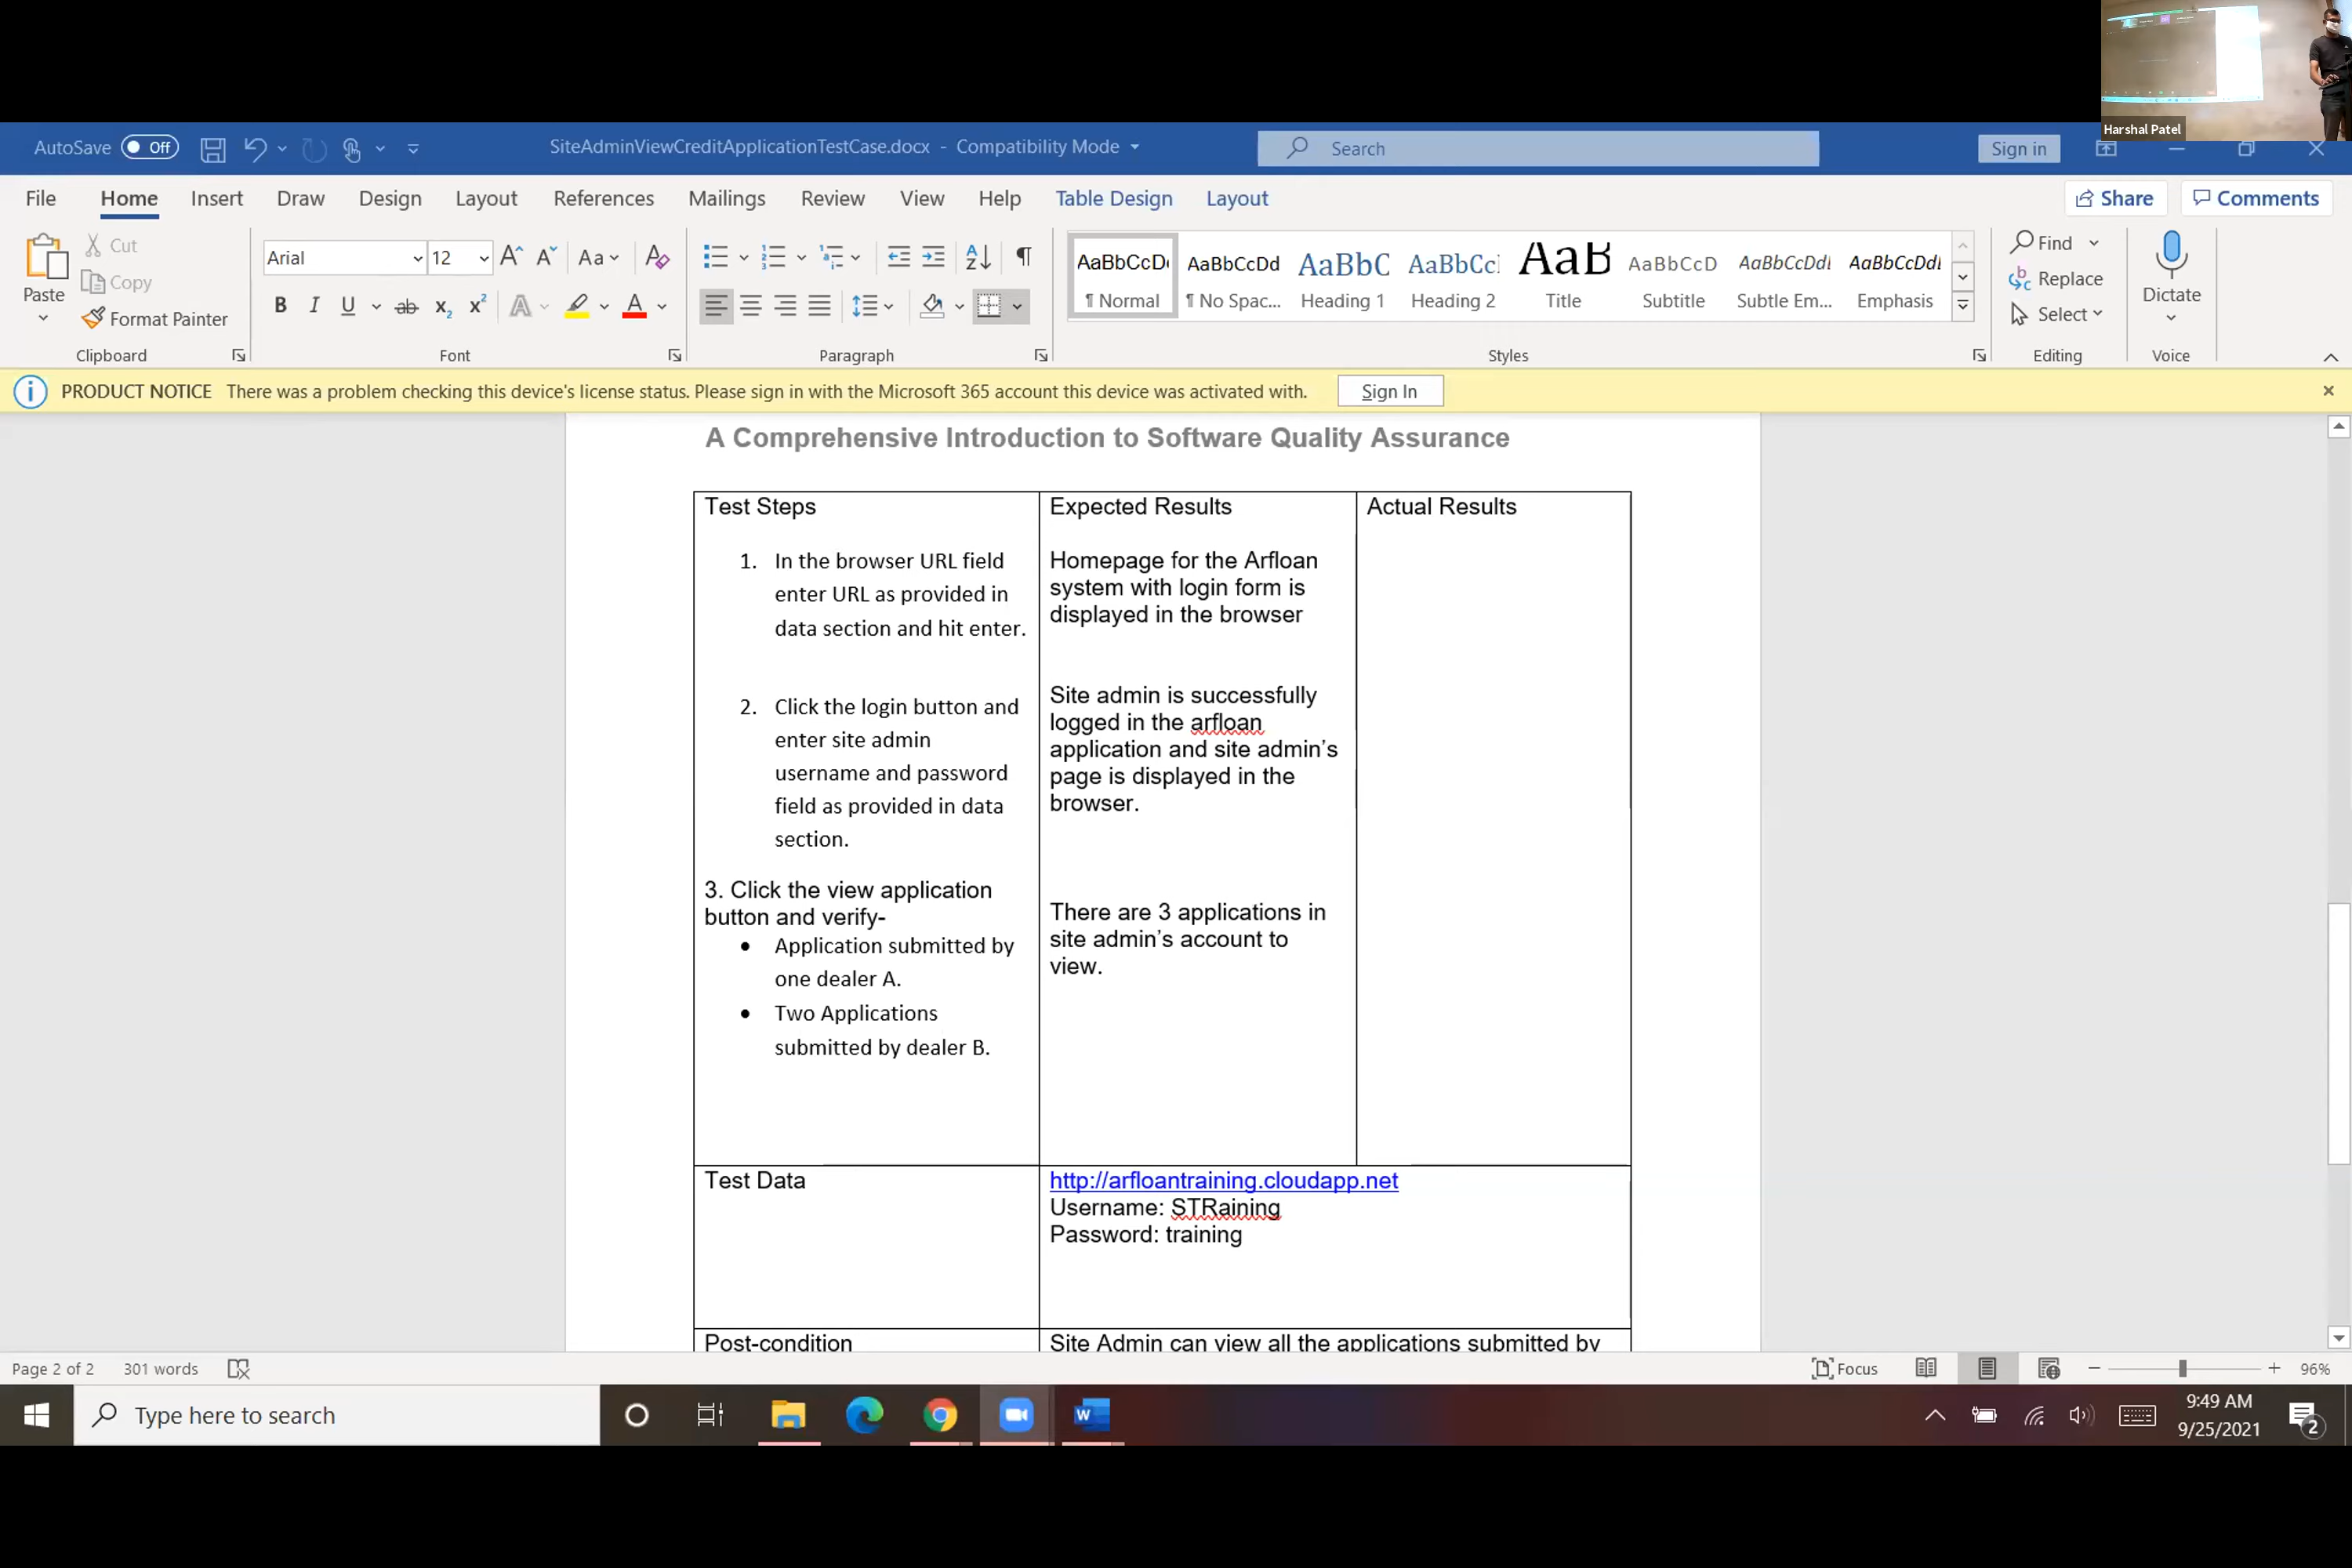 Harshal Patel
AutoSave Off SiteAdminViewCreditApplicationTestCase.docx - Compatibility Mode Search Sign in
File Home Insert Draw Design Layout References Mailings Review View Help Table Design Layout Share Comments
Paste
Cut
Copy
Format Painter
Clipboard
Arial 12
Font
Paragraph
AaBbCcDd AaBbCcDd AaBbC AaBbCcI AaB AaBbCcD AaBbCcDdI AaBbCcDdI
¶ Normal ¶ No Spac... Heading 1 Heading 2 Title Subtitle Subtle Em... Emphasis
Styles
Find
Replace
Select
Editing
Dictate
Voice
PRODUCT NOTICE There was a problem checking this device's license status. Please sign in with the Microsoft 365 account this device was activated with. Sign In
A Comprehensive Introduction to Software Quality Assurance
Test Steps
1. In the browser URL field
enter URL as provided in
data section and hit enter.
2. Click the login button and
enter site admin
username and password
field as provided in data
section.
3. Click the view application
button and verify-
• Application submitted by
one dealer A.
• Two Applications
submitted by dealer B.
Expected Results
Homepage for the Arfloan
system with login form is
displayed in the browser
Site admin is successfully
logged in the arfloan
application and site admin's
page is displayed in the
browser.
There are 3 applications in
site admin's account to
view.
Actual Results
Test Data
http://arfloantraining.cloudapp.net
Username: STRaining
Password: training
Post-condition
Site Admin can view all the applications submitted by
Page 2 of 2 301 words Focus 96%
Type here to search
9:49 AM
9/25/2021
2